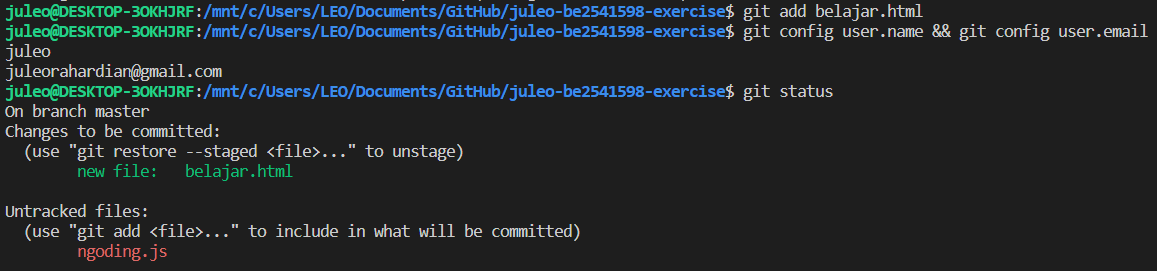 juleo@DESKTOP-3OKHJRF:/mnt/c/Users/LEO/Documents/GitHub/juleo-be2541598-exercise$ git add belajar.html
juleo@DESKTOP-3OKHJRF:/mnt/c/Users/LEO/Documents/GitHub/juleo-be2541598-exercise$ git config user.name && git config user.email
juleo
juleorahardian@gmail.com
juleo@DESKTOP-3OKHJRF:/mnt/c/Users/LEO/Documents/GitHub/juleo-be2541598-exercise$ git status
On branch master
Changes to be committed:
  (use "git restore --staged <file>..." to unstage)
        new file:   belajar.html

Untracked files:
  (use "git add <file>..." to include in what will be committed)
        ngoding.js